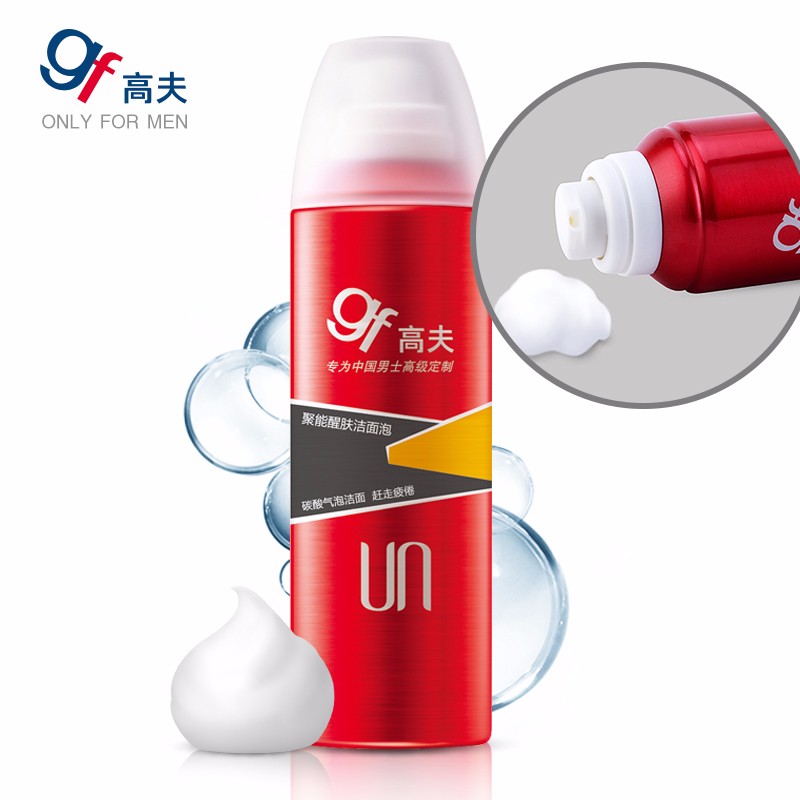 gf 高夫
ONLY FOR MEN
gf 高夫
专为中国男士高级定制
聚能醒肤洁面泡
碳酸气泡洁面 赶走疲倦
UN
gf